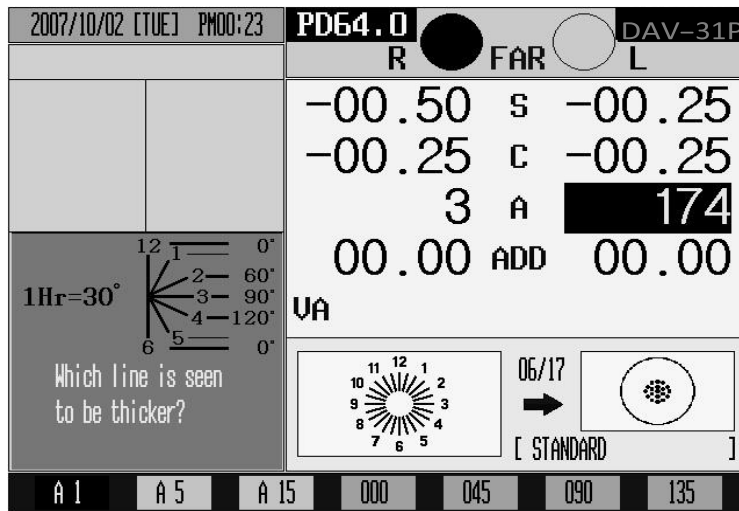 2007/10/02 [TUE] PM00:23
PD64.0 DAV-31P
R FAR L
-00.50 S -00.25
-00.25 C -00.25
3 A 174
00.00 ADD 00.00
VA
12 1 0°
2 60°
1Hr=30° 3 90°
4 120°
6 5 0°
Which line is seen
to be thicker?
11 12 1
10 2
9 3
8 4
7 6 5
06/17
[ STANDARD ]
A 1 A 5 A 15 000 045 090 135